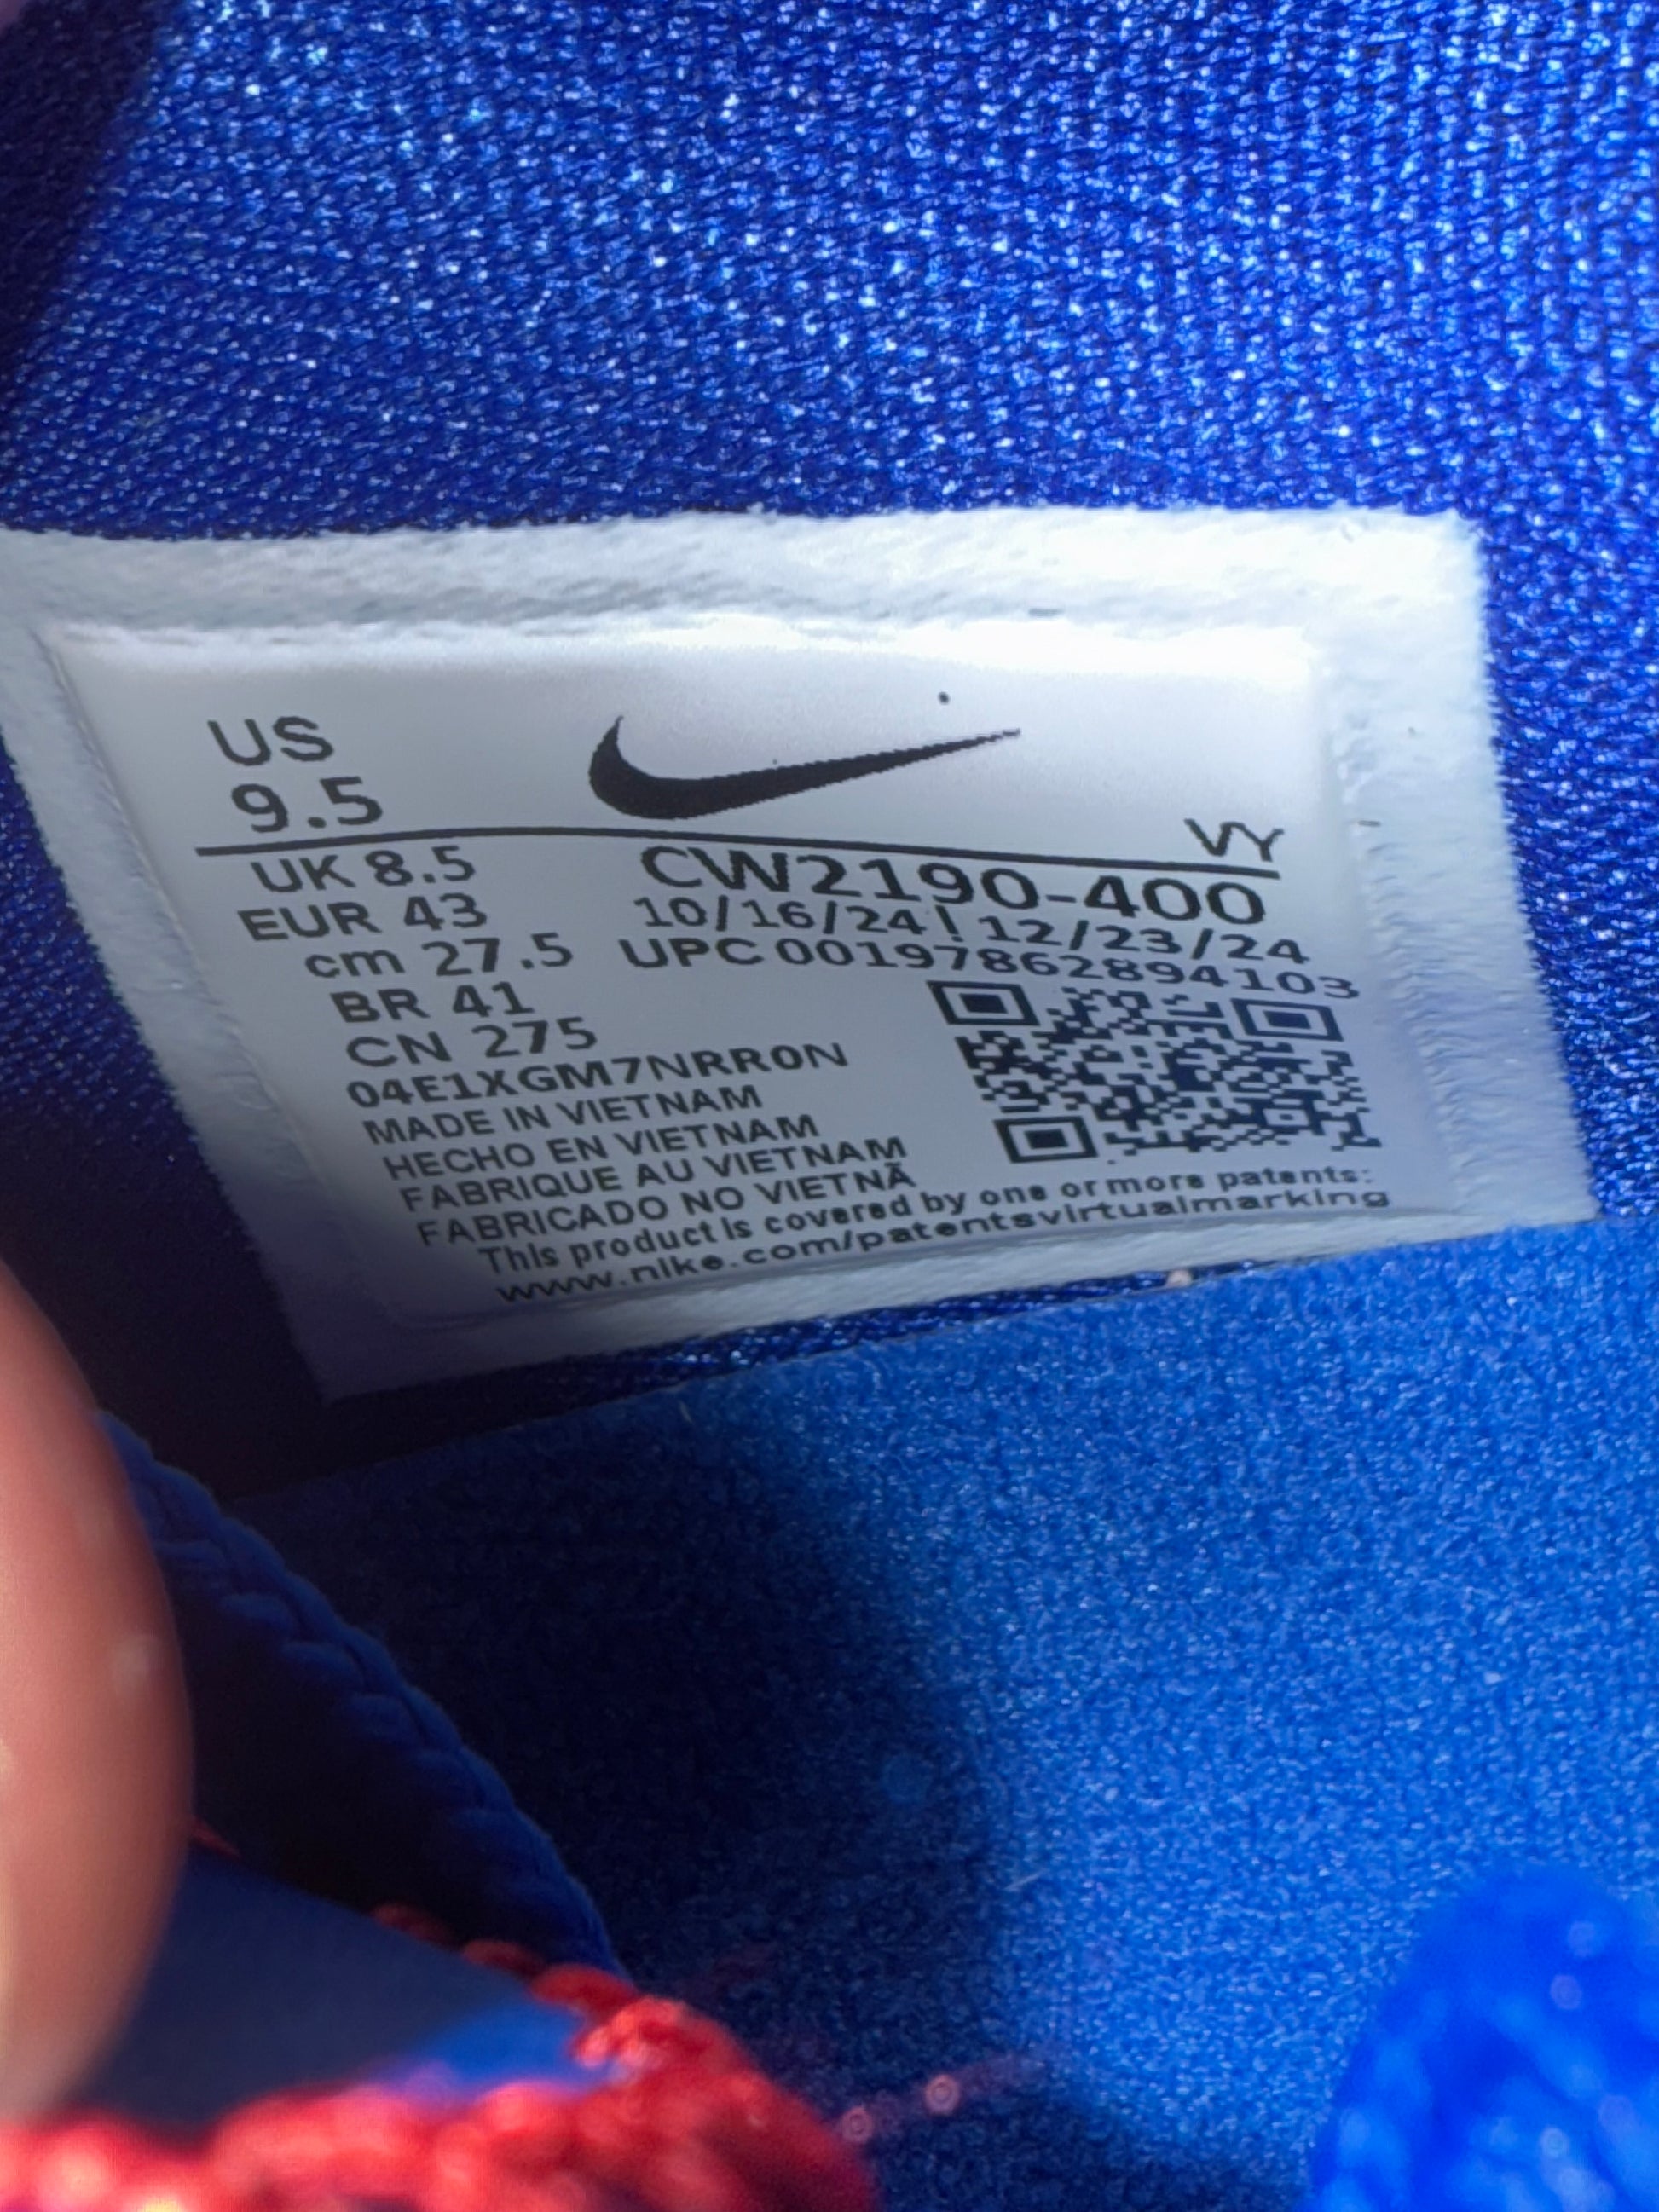 US
9.5
VY
UK 8.5
EUR 43
cm 27.5
BR 41
CN 275
CW2190-400
10/16/24 | 12/23/24
UPC 00197862894103
04E1XGM7NRR0N
MADE IN VIETNAM
HECHO EN VIETNAM
FABRIQUE AU VIETNAM
FABRICADO NO VIETNÃ
This product is covered by one or more patents:
www.nike.com/patentsvirtualmarking